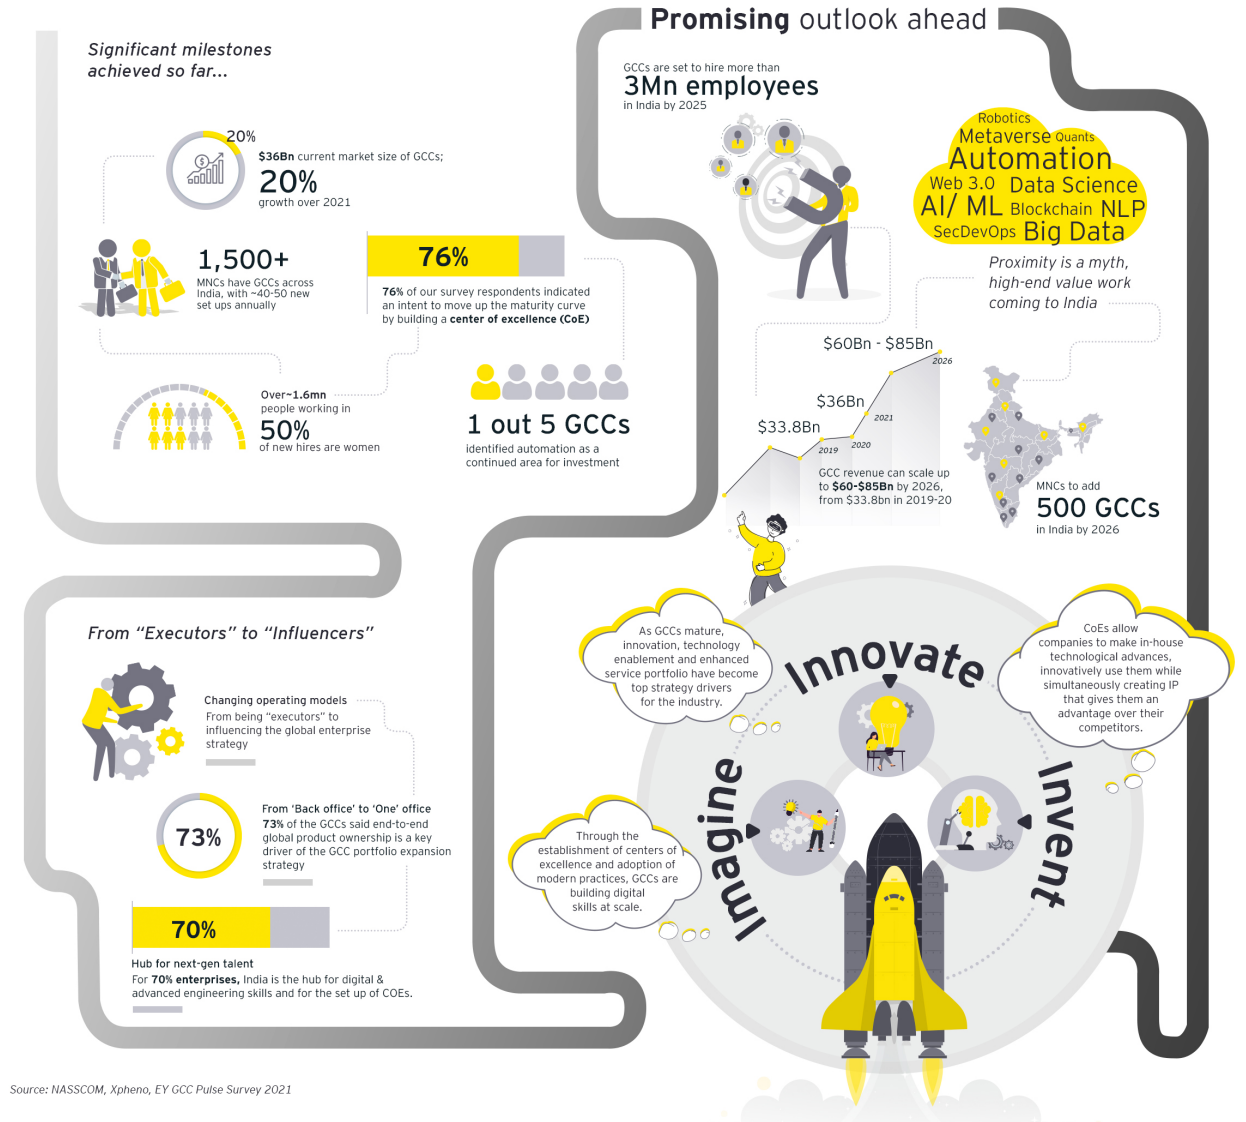 Promising outlook ahead
Significant milestones
achieved so far...
20%
$36Bn current market size of GCCs;
20%
growth over 2021
1,500+
MNCs have GCCs across
India, with ~40-50 new
set ups annually
76%
76% of our survey respondents indicated
an intent to move up the maturity curve
by building a center of excellence (CoE)
Over~1.6mn
people working in
50%
of new hires are women
1 out 5 GCCs
identified automation as a
continued area for investment
GCCs are set to hire more than
3Mn employees
in India by 2025
Robotics
Metaverse Quants
Automation
Web 3.0 Data Science
AI/ ML Blockchain NLP
SecDevOps Big Data
Proximity is a myth,
high-end value work
coming to India
$60Bn - $85Bn
2026
$36Bn
2021
$33.8Bn
2019
2020
GCC revenue can scale up
to $60-$85Bn by 2026,
from $33.8bn in 2019-20
MNCs to add
500 GCCs
in India by 2026
From “Executors” to “Influencers”
Changing operating models
From being “executors” to
influencing the global enterprise
strategy
73%
From ‘Back office’ to ‘One’ office
73% of the GCCs said end-to-end
global product ownership is a key
driver of the GCC portfolio expansion
strategy
70%
Hub for next-gen talent
For 70% enterprises, India is the hub for digital &
advanced engineering skills and for the set up of COEs.
As GCCs mature,
innovation, technology
enablement and enhanced
service portfolio have become
top strategy drivers
for the industry.
Innovate
CoEs allow
companies to make in-house
technological advances,
innovatively use them while
simultaneously creating IP
that gives them an
advantage over their
competitors.
Imagine
Invent
Through the
establishment of centers of
excellence and adoption of
modern practices, GCCs are
building digital
skills at scale.
Source: NASSCOM, Xpheno, EY GCC Pulse Survey 2021